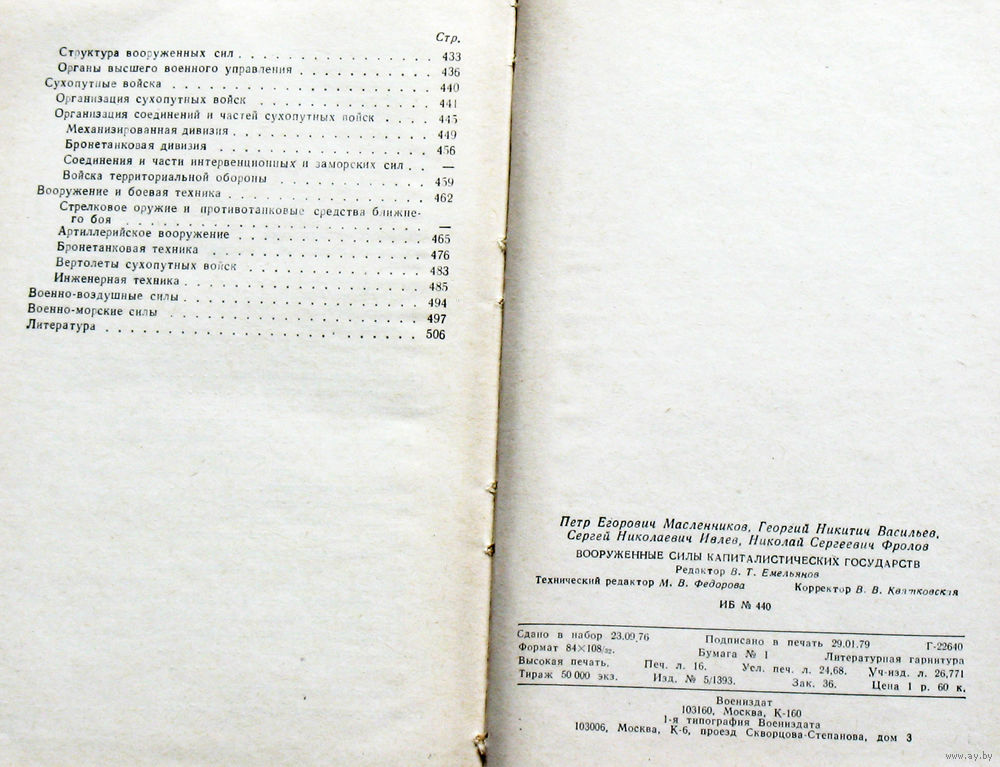 Стр.
Структура вооруженных сил . . . . . . . . . . . . . . . 433
Органы высшего военного управления . . . . . . . . . . 436
Сухопутные войска . . . . . . . . . . . . . . . . . . . 440
Организация сухопутных войск . . . . . . . . . . . . . 441
Организация соединений и частей сухопутных войск . . . . 445
Механизированная дивизия . . . . . . . . . . . . . . . 449
Бронетанковая дивизия . . . . . . . . . . . . . . . . 456
Соединения и части интервенционных и заморских сил . . —
Войска территориальной обороны . . . . . . . . . . . 459
Вооружение и боевая техника . . . . . . . . . . . . . . 462
Стрелковое оружие и противотанковые средства ближне-
го боя . . . . . . . . . . . . . . . . . . . . . . —
Артиллерийское вооружение . . . . . . . . . . . . . . 465
Бронетанковая техника . . . . . . . . . . . . . . . . 476
Вертолеты сухопутных войск . . . . . . . . . . . . . 483
Инженерная техника . . . . . . . . . . . . . . . . . 485
Военно-воздушные силы . . . . . . . . . . . . . . . . . 494
Военно-морские силы . . . . . . . . . . . . . . . . . . 497
Литература . . . . . . . . . . . . . . . . . . . . . . 506
Петр Егорович Масленников, Георгий Никитич Васильев,
Сергей Николаевич Ивлев, Николай Сергеевич Фролов
ВООРУЖЕННЫЕ СИЛЫ КАПИТАЛИСТИЧЕСКИХ ГОСУДАРСТВ
Редактор В. Т. Емельянов
Технический редактор М. В. Федорова Корректор В. В. Квятковская
ИБ № 440
Сдано в набор 23.09.76 Подписано в печать 29.01.79 Г-22640
Формат 84×108/32. Бумага № 1 Литературная гарнитура
Высокая печать. Печ. л. 16. Усл. печ. л. 24,68. Уч-изд. л. 26,771
Тираж 50 000 экз. Изд. № 5/1393. Зак. 36. Цена 1 р. 60 к.
Воениздат
103160, Москва, К-160
1-я типография Воениздата
103006, Москва, К-6, проезд Скворцова-Степанова, дом 3
www.ay.by